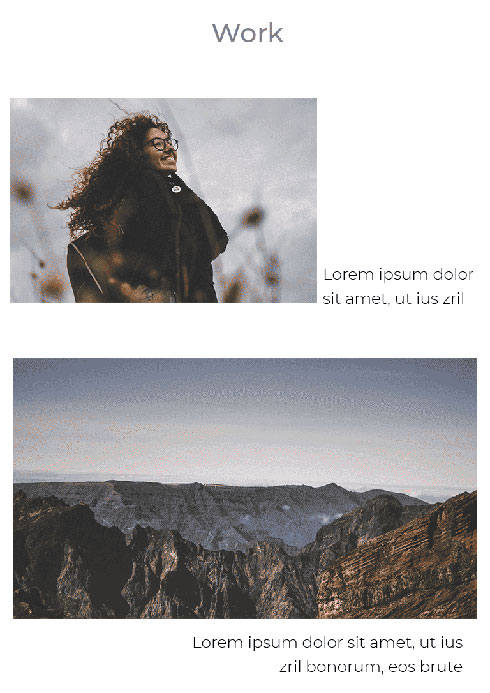 Work
Lorem ipsum dolor
sit amet, ut ius zril
Lorem ipsum dolor sit amet, ut ius
zril bonorum, eos brute